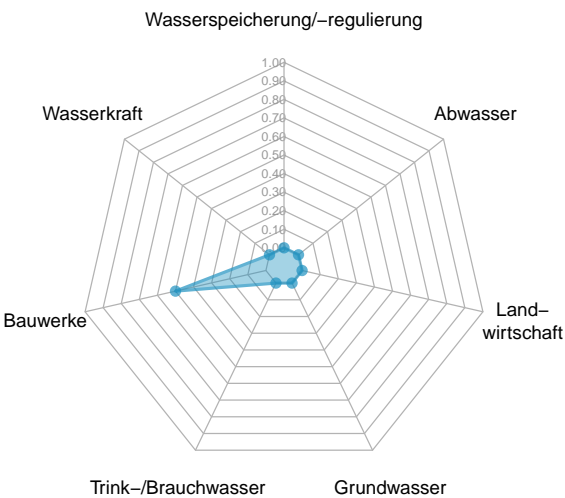 Wasserspeicherung/−regulierung
1.00
0.90
0.80
0.70
0.60
0.50
0.40
0.30
0.20
0.10
0.00
Wasserkraft
Abwasser
Bauwerke
Land−
wirtschaft
Trink−/Brauchwasser
Grundwasser